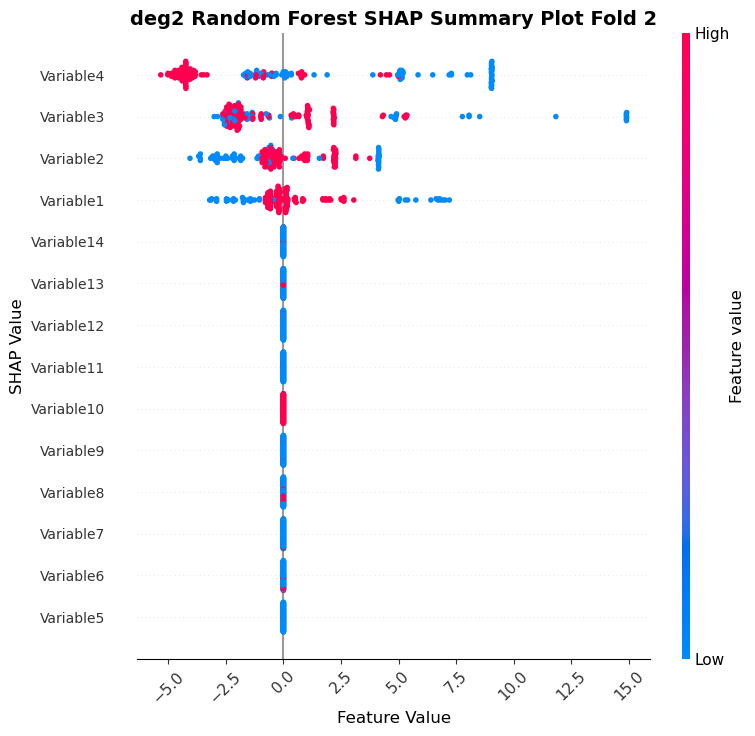 deg2 Random Forest SHAP Summary Plot Fold 2
High
Variable4
Variable3
Variable2
Variable1
Variable14
Variable13
Variable12
Variable11
Variable10
Variable9
Variable8
Variable7
Variable6
Variable5
SHAP Value
Feature value
Low
−5.0 −2.5 0.0 2.5 5.0 7.5 10.0 12.5 15.0
Feature Value